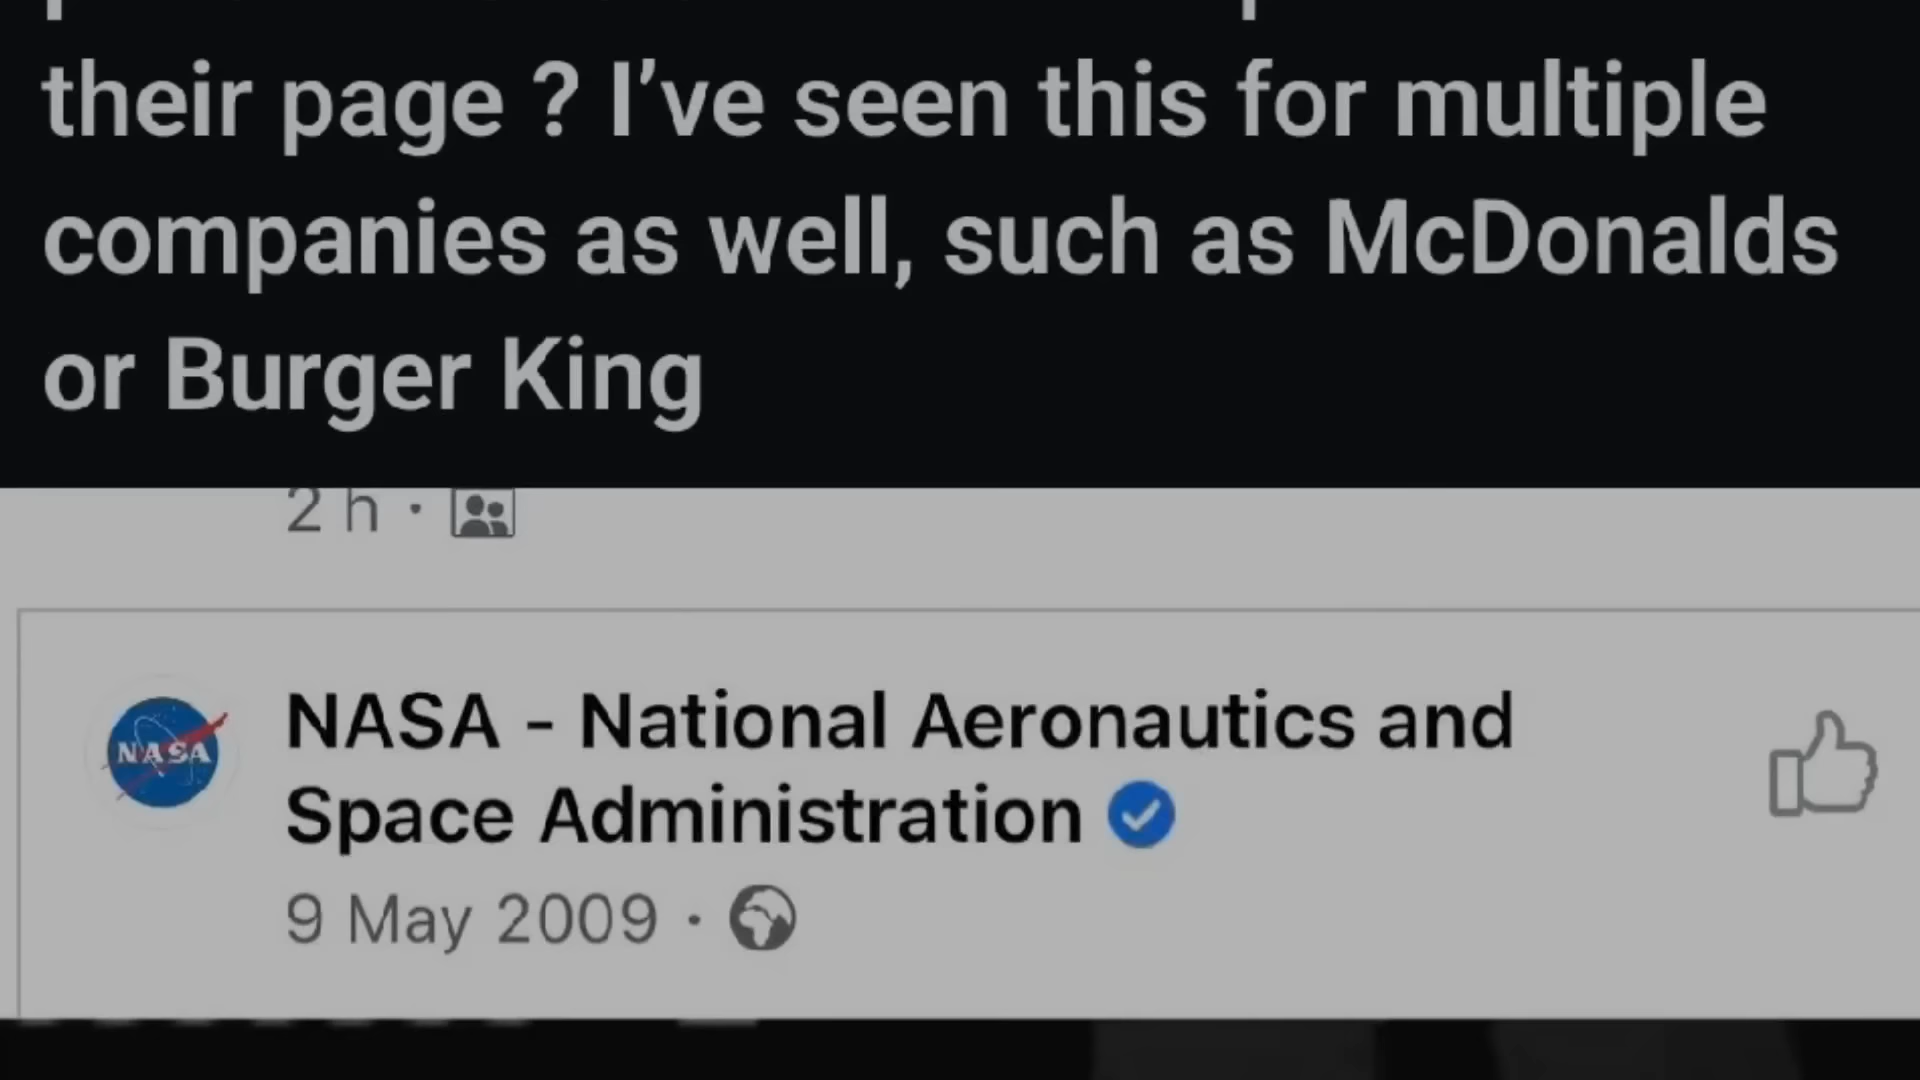 their page ? I've seen this for multiple
companies as well, such as McDonalds
or Burger King
2 h ·
NASA
NASA - National Aeronautics and
Space Administration
9 May 2009 ·